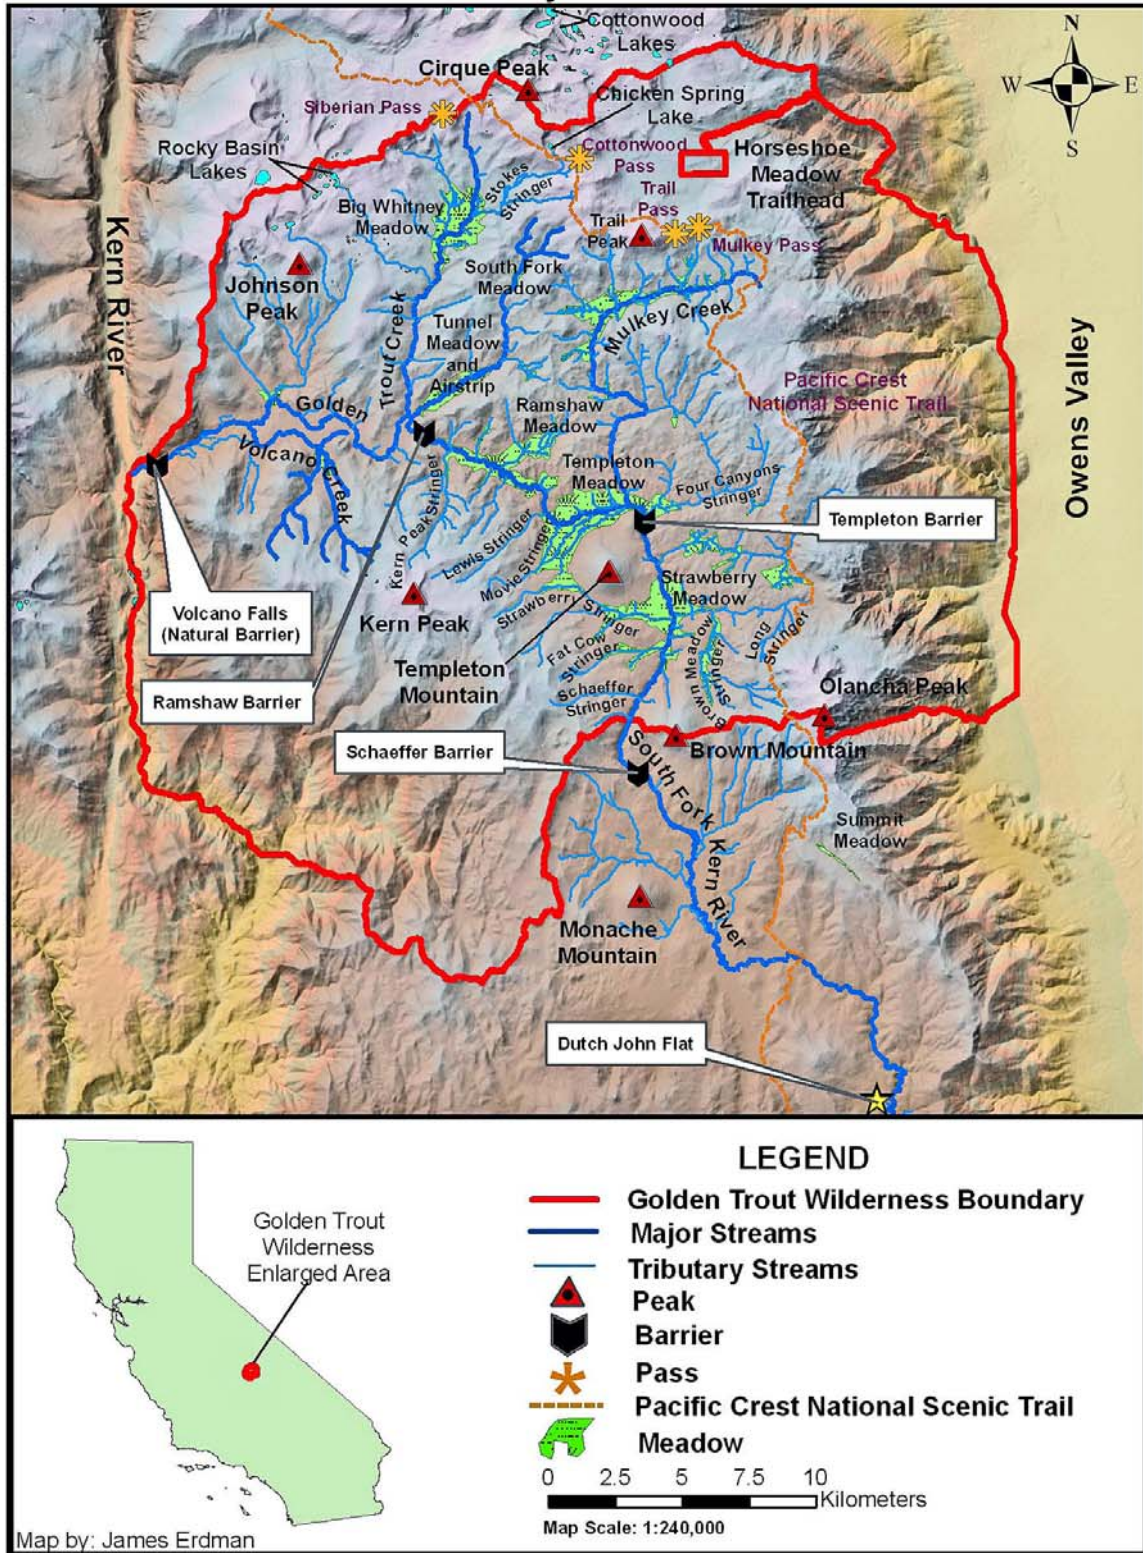 Cottonwood
Lakes
N
W
E
S
Cirque Peak
Siberian Pass
Chicken Spring
Lake
Rocky Basin
Lakes
Cottonwood
Pass
Horseshoe
Meadow
Trailhead
Stokes
Stringer
Big Whitney
Meadow
Trail
Pass
Trail
Peak
Mulkey Pass
Kern River
Johnson
Peak
South Fork
Meadow
Mulkey Creek
Trout Creek
Tunnel
Meadow
and
Airstrip
Owens Valley
Pacific Crest
National Scenic Trail
Golden
Ramshaw
Meadow
Volcano Creek
Templeton
Meadow
Four Canyons
Stringer
Templeton Barrier
Kern Peak Stringer
Lewis Stringer
Movie Stringer
Strawberry
Meadow
Strawberry
Stringer
Volcano Falls
(Natural Barrier)
Kern Peak
Fat Cow
Stringer
Brown Meadow
Stringer
Long
Stringer
Templeton
Mountain
Schaeffer
Stringer
Brown
Olancha Peak
Ramshaw Barrier
Schaeffer Barrier
Brown Mountain
South Fork Kern River
Summit
Meadow
Monache
Mountain
Dutch John Flat
LEGEND
Golden Trout Wilderness Boundary
Major Streams
Tributary Streams
Peak
Barrier
Pass
Pacific Crest National Scenic Trail
Meadow
0 2.5 5 7.5 10
Kilometers
Map Scale: 1:240,000
Golden Trout
Wilderness
Enlarged Area
Map by: James Erdman